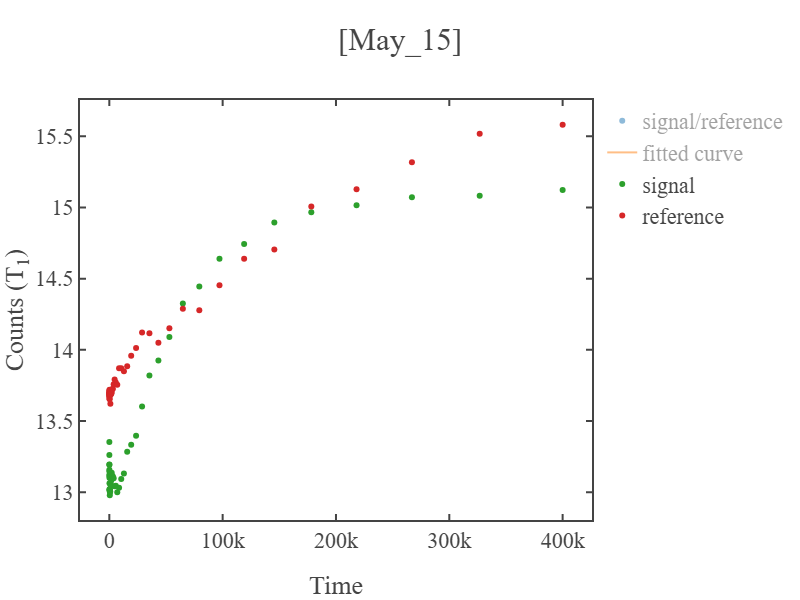 [May_15]
signal/reference
fitted curve
signal
reference
Counts (T1)
15.5
15
14.5
14
13.5
13
0
100k
200k
300k
400k
Time